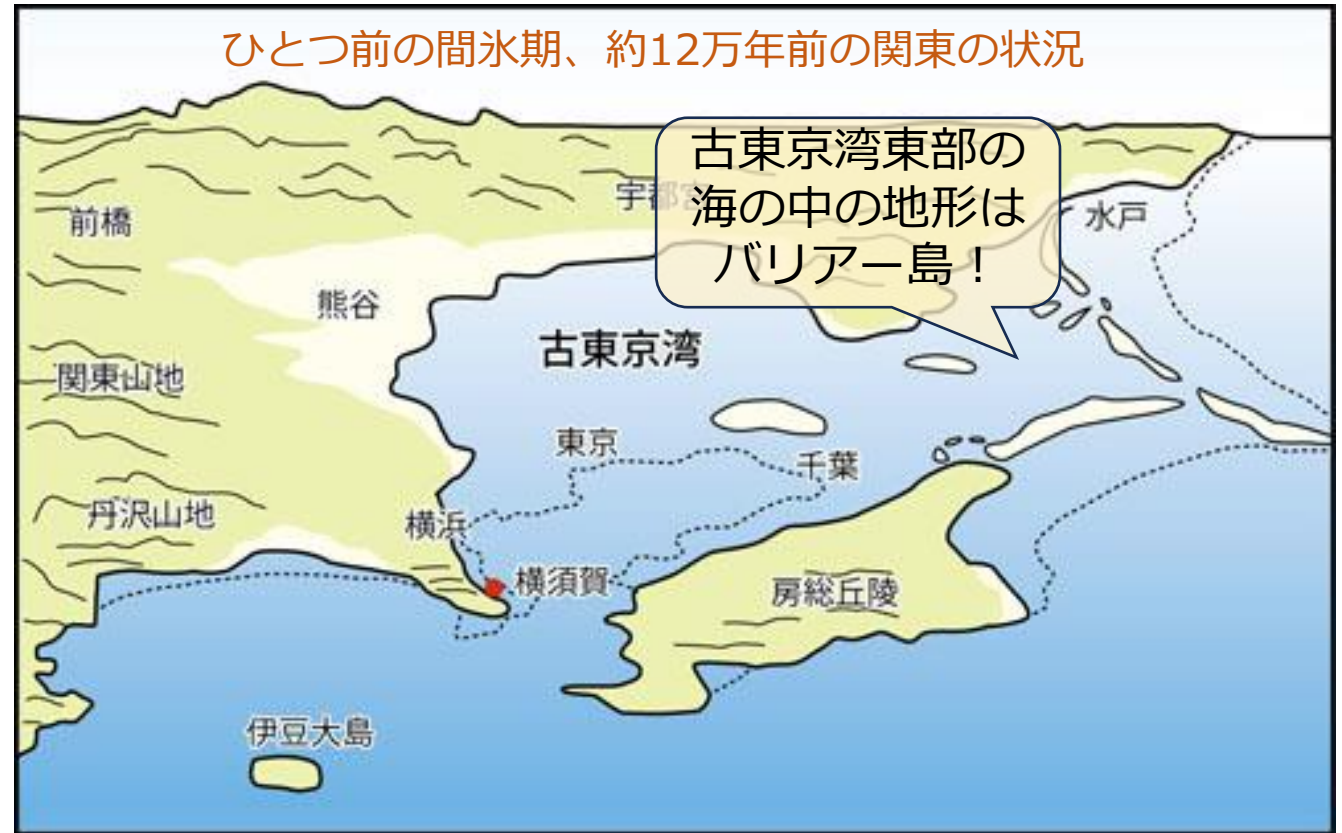 ひとつ前の間氷期、約12万年前の関東の状況
古東京湾東部の
海の中の地形は
バリアー島！
宇都宮
水戸
前橋
熊谷
古東京湾
関東山地
東京
千葉
丹沢山地
横浜
横須賀
房総丘陵
伊豆大島